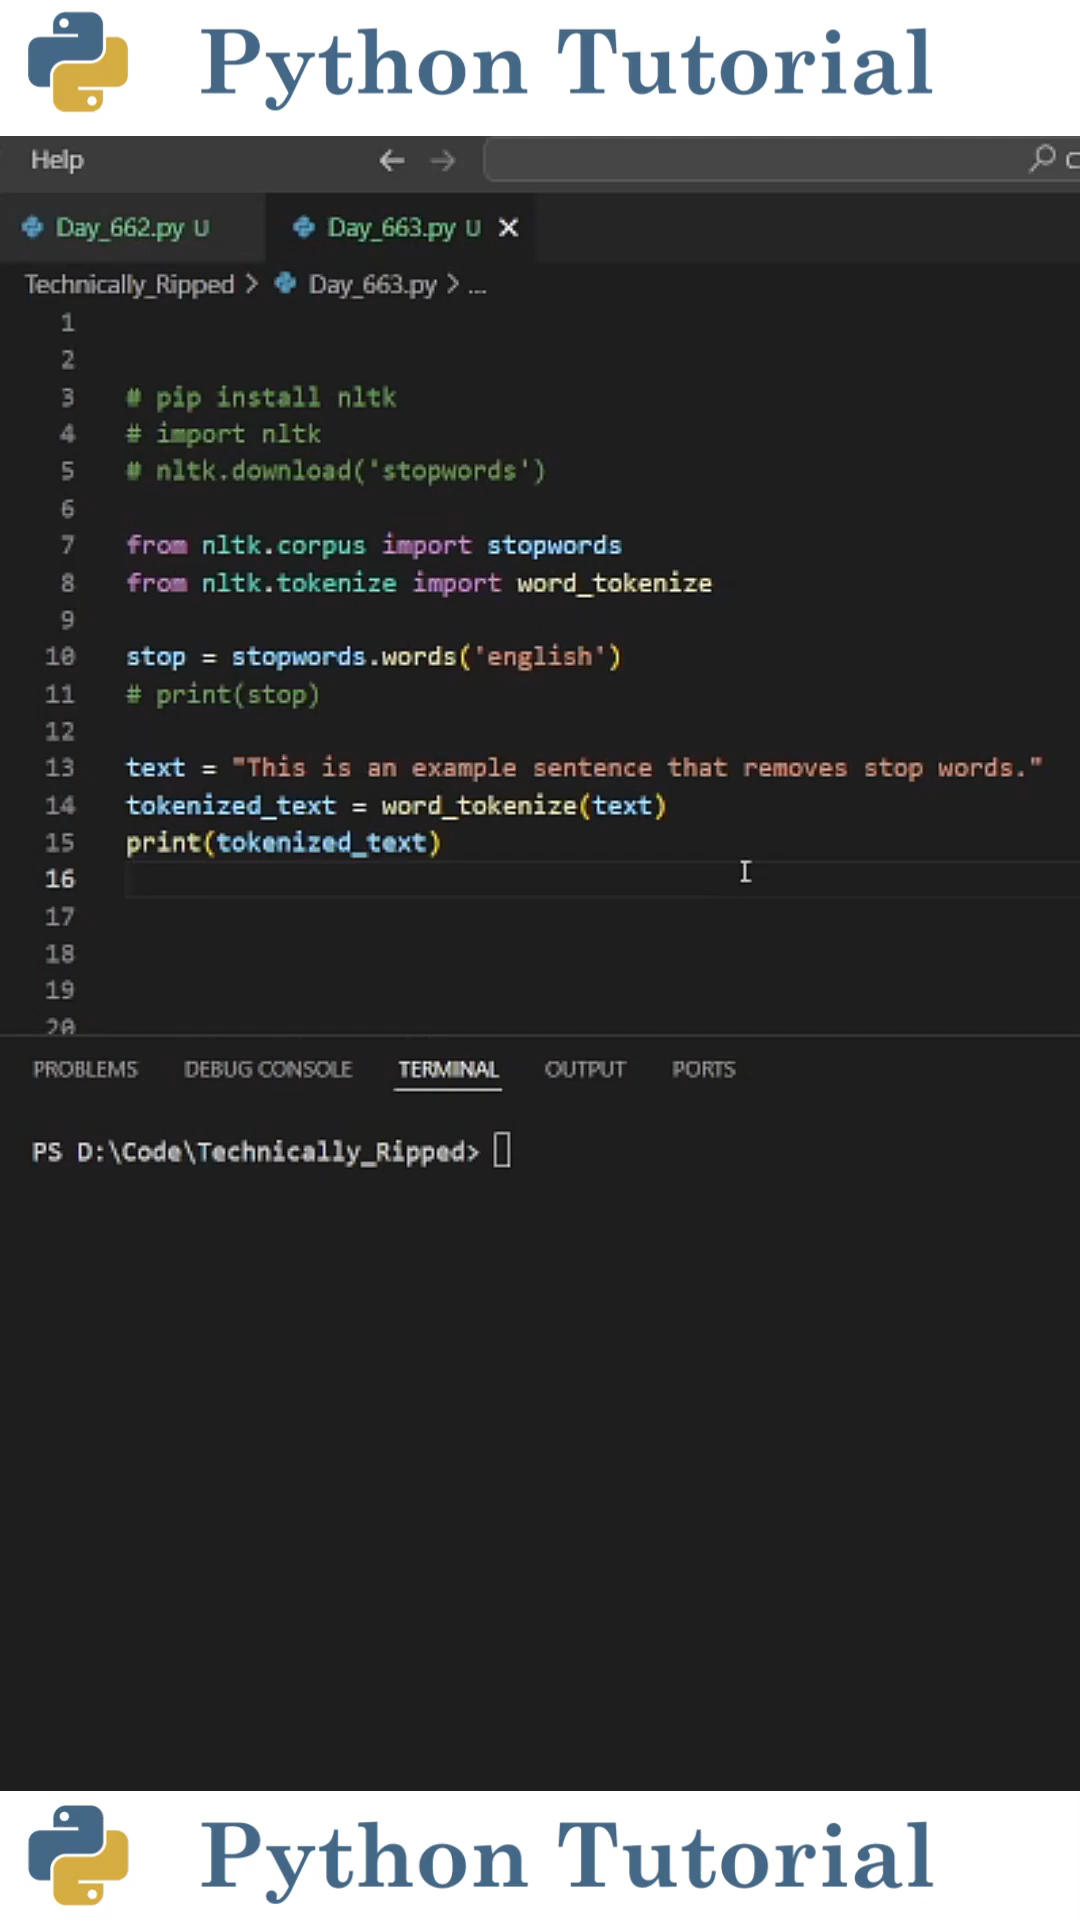 Python Tutorial
Help
Day_662.py U
Day_663.py U
Technically_Ripped > Day_663.py > ...
1
2
3 # pip install nltk
4 # import nltk
5 # nltk.download('stopwords')
6
7 from nltk.corpus import stopwords
8 from nltk.tokenize import word_tokenize
9
10 stop = stopwords.words('english')
11 # print(stop)
12
13 text = "This is an example sentence that removes stop words."
14 tokenized_text = word_tokenize(text)
15 print(tokenized_text)
16
17
18
19
20
PROBLEMS DEBUG CONSOLE TERMINAL OUTPUT PORTS
PS D:\Code\Technically_Ripped>
Python Tutorial